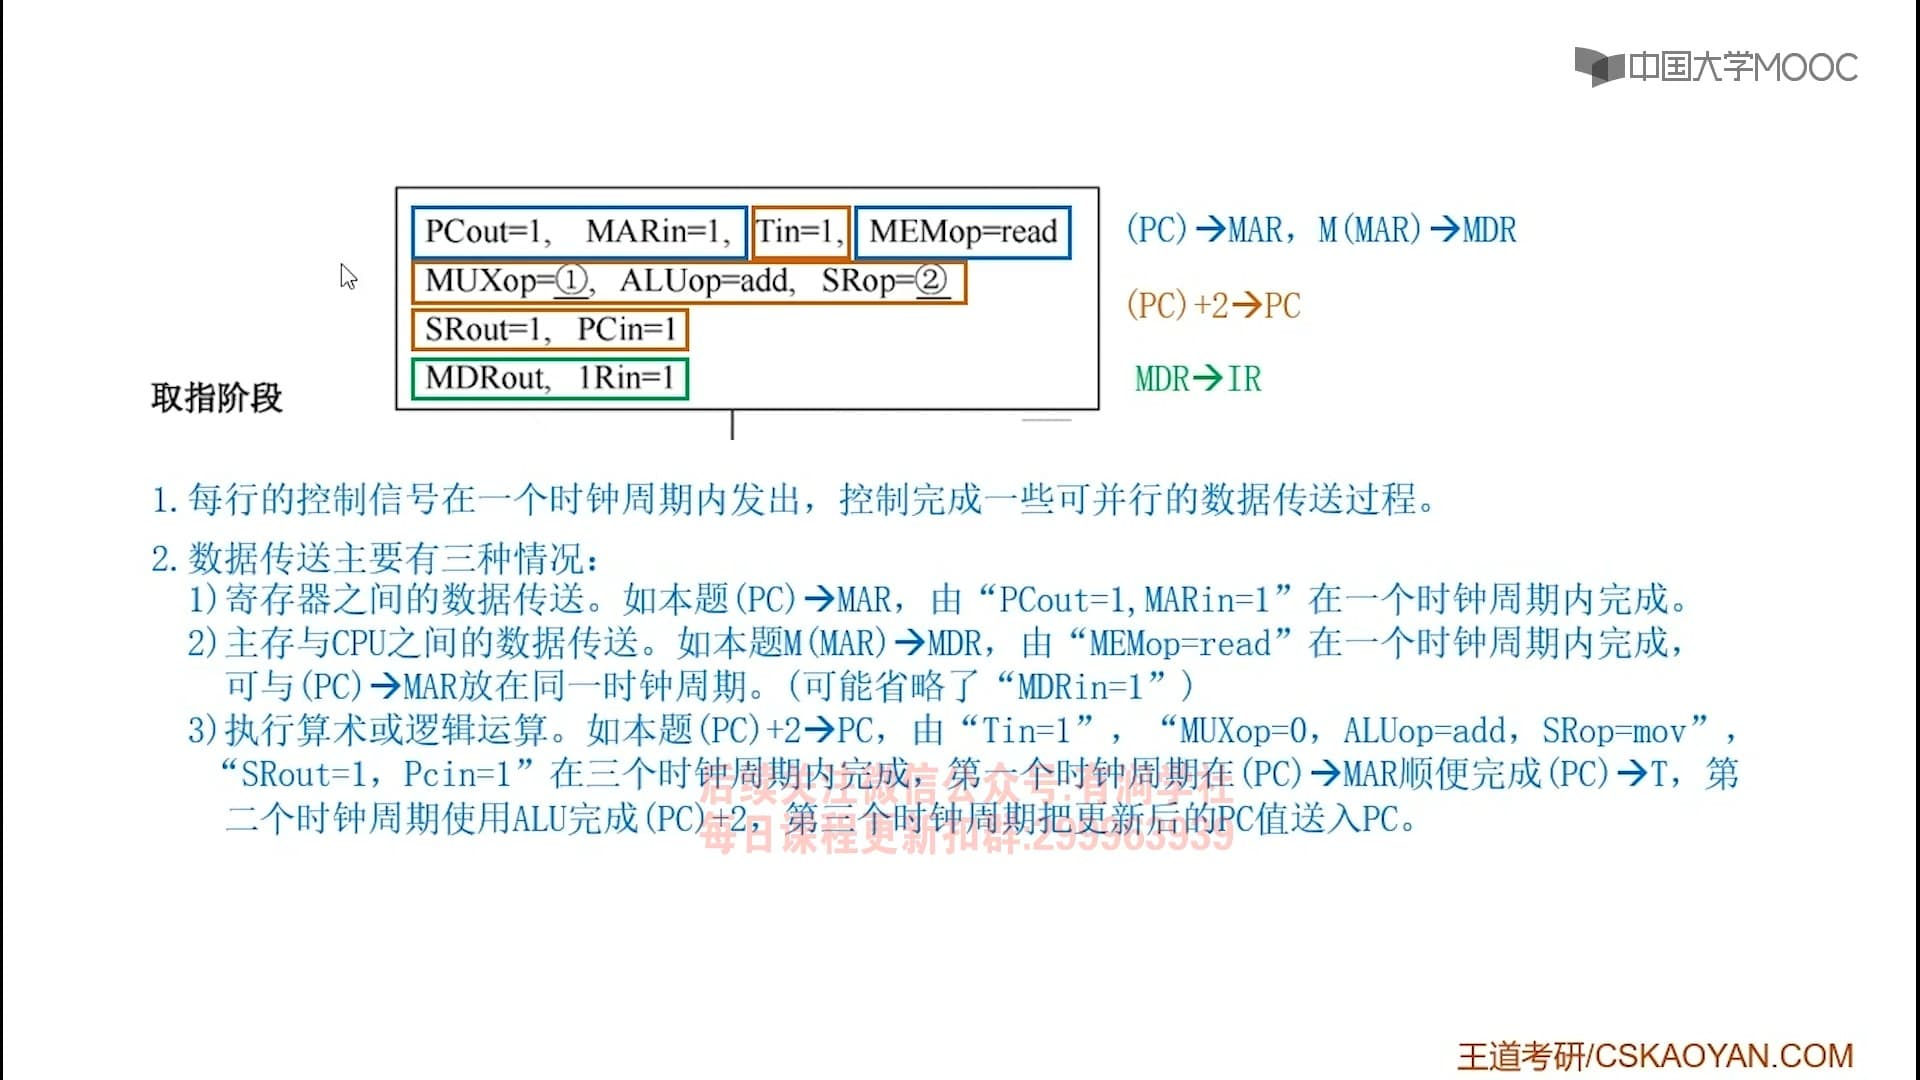 中国大学MOOC
PCout=1, MARin=1, Tin=1, MEMop=read
(PC)→MAR，M(MAR)→MDR
MUXop=①, ALUop=add, SRop=②
(PC)+2→PC
SRout=1, PCin=1
MDRout, 1Rin=1
MDR→IR
取指阶段
1.每行的控制信号在一个时钟周期内发出，控制完成一些可并行的数据传送过程。
2.数据传送主要有三种情况：
1)寄存器之间的数据传送。如本题(PC)→MAR，由“PCout=1,MARin=1”在一个时钟周期内完成。
2)主存与CPU之间的数据传送。如本题M(MAR)→MDR，由“MEMop=read”在一个时钟周期内完成，
可与(PC)→MAR放在同一时钟周期。(可能省略了“MDRin=1”)
3)执行算术或逻辑运算。如本题(PC)+2→PC，由“Tin=1”，“MUXop=0，ALUop=add，SRop=mov”，
“SRout=1，Pcin=1”在三个时钟周期内完成，第一个时钟周期在(PC)→MAR顺便完成(PC)→T，第
二个时钟周期使用ALU完成(PC)+2，第三个时钟周期把更新后的PC值送入PC。
后续关注微信公众号:有润学社
每日课程更新扣群:299963939
王道考研/CSKAOYAN.COM